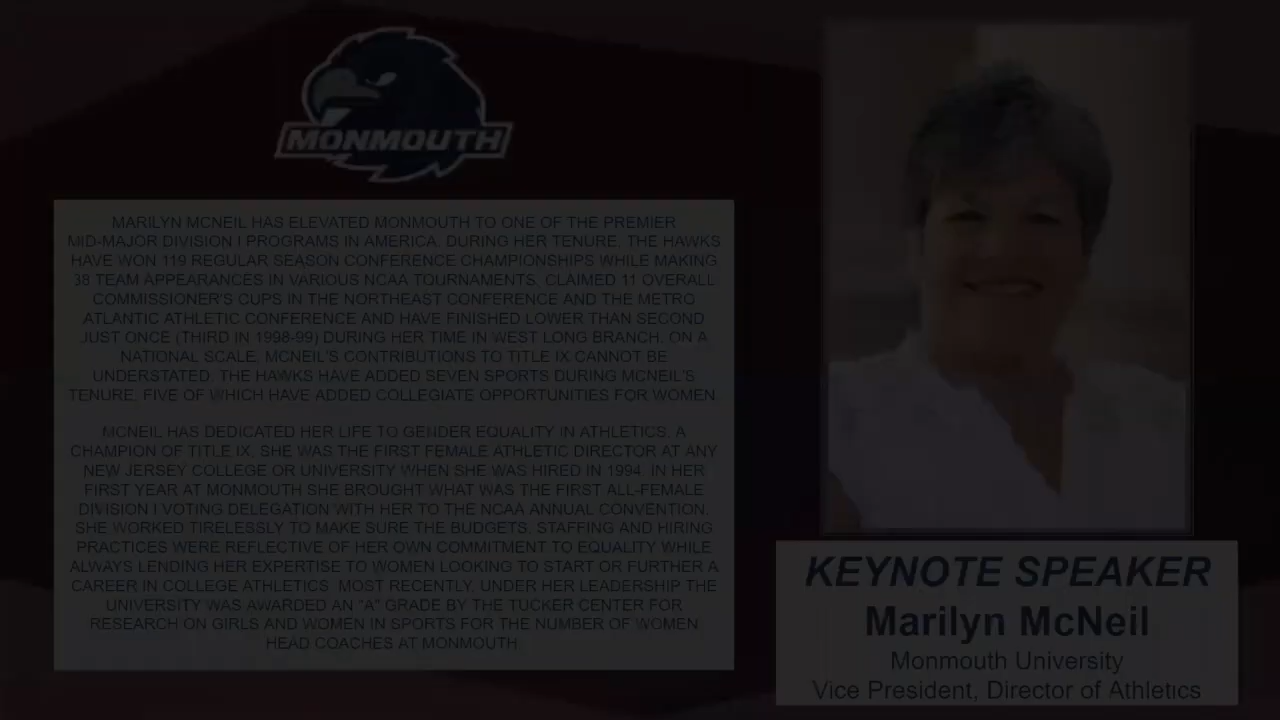 MONMOUTH
MARILYN MCNEIL HAS ELEVATED MONMOUTH TO ONE OF THE PREMIER
MID-MAJOR DIVISION I PROGRAMS IN AMERICA. DURING HER TENURE, THE HAWKS
HAVE WON 119 REGULAR SEASON CONFERENCE CHAMPIONSHIPS WHILE MAKING
38 TEAM APPEARANCES IN VARIOUS NCAA TOURNAMENTS, CLAIMED 11 OVERALL
COMMISSIONER'S CUPS IN THE NORTHEAST CONFERENCE AND THE METRO
ATLANTIC ATHLETIC CONFERENCE AND HAVE FINISHED LOWER THAN SECOND
JUST ONCE (THIRD IN 1998-99) DURING HER TIME IN WEST LONG BRANCH. ON A
NATIONAL SCALE, MCNEIL'S CONTRIBUTIONS TO TITLE IX CANNOT BE
UNDERSTATED. THE HAWKS HAVE ADDED SEVEN SPORTS DURING MCNEIL'S
TENURE, FIVE OF WHICH HAVE ADDED COLLEGIATE OPPORTUNITIES FOR WOMEN.
MCNEIL HAS DEDICATED HER LIFE TO GENDER EQUALITY IN ATHLETICS. A
CHAMPION OF TITLE IX, SHE WAS THE FIRST FEMALE ATHLETIC DIRECTOR AT ANY
NEW JERSEY COLLEGE OR UNIVERSITY WHEN SHE WAS HIRED IN 1994. IN HER
FIRST YEAR AT MONMOUTH SHE BROUGHT WHAT WAS THE FIRST ALL-FEMALE
DIVISION I VOTING DELEGATION WITH HER TO THE NCAA ANNUAL CONVENTION.
SHE WORKED TIRELESSLY TO MAKE SURE THE BUDGETS, STAFFING AND HIRING
PRACTICES WERE REFLECTIVE OF HER OWN COMMITMENT TO EQUALITY WHILE
ALWAYS LENDING HER EXPERTISE TO WOMEN LOOKING TO START OR FURTHER A
CAREER IN COLLEGE ATHLETICS. MOST RECENTLY, UNDER HER LEADERSHIP THE
UNIVERSITY WAS AWARDED AN "A" GRADE BY THE TUCKER CENTER FOR
RESEARCH ON GIRLS AND WOMEN IN SPORTS FOR THE NUMBER OF WOMEN
HEAD COACHES AT MONMOUTH.
KEYNOTE SPEAKER
Marilyn McNeil
Monmouth University
Vice President, Director of Athletics